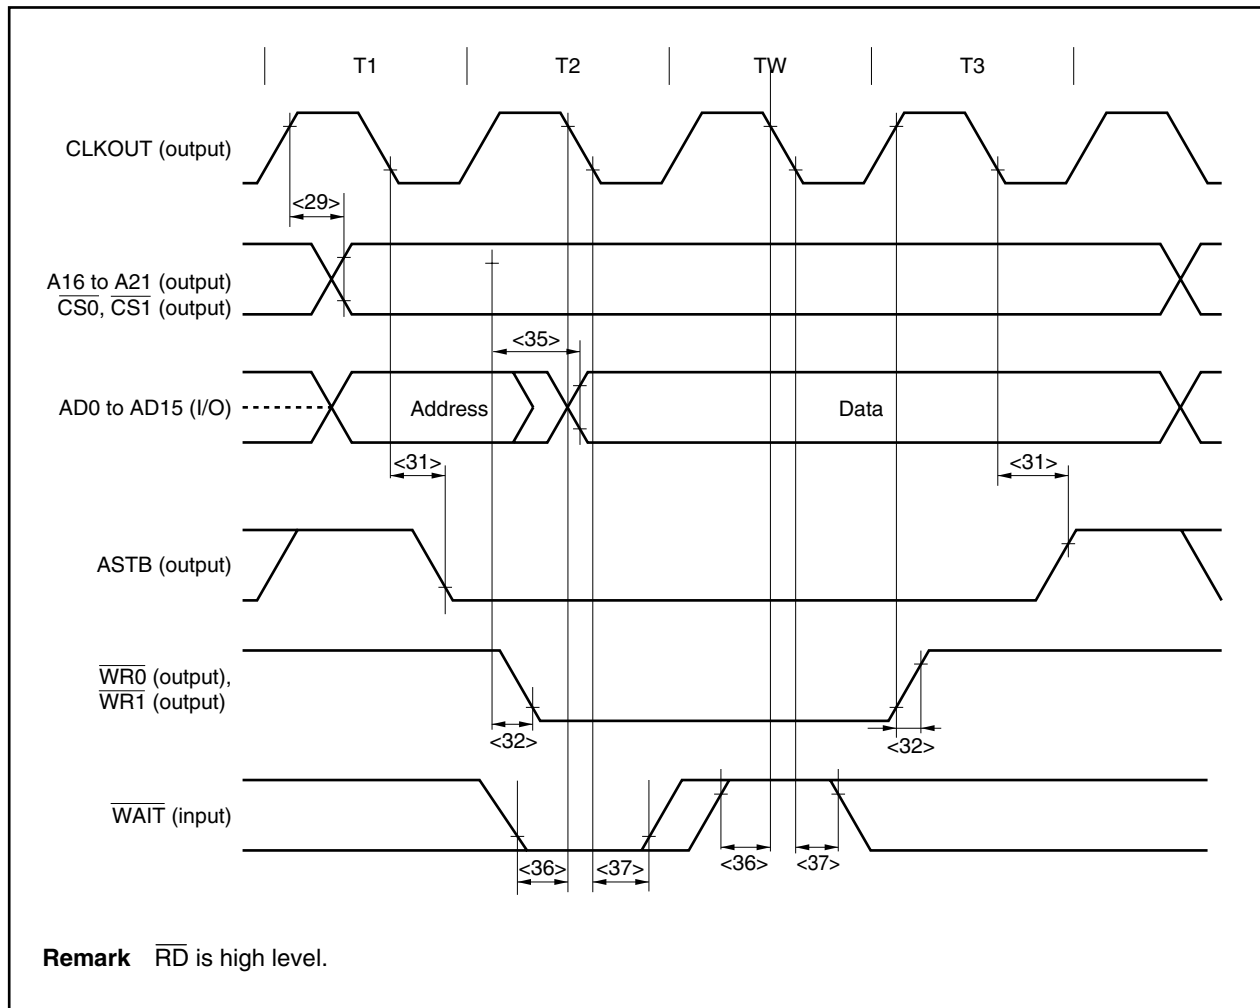 T1 T2 TW T3
CLKOUT (output)
<29>
A16 to A21 (output)
CS0, CS1 (output)
<35>
AD0 to AD15 (I/O)
Address
Data
<31>
<31>
ASTB (output)
WR0 (output),
WR1 (output)
<32>
<32>
WAIT (input)
<36>
<37>
<36>
<37>
Remark RD is high level.